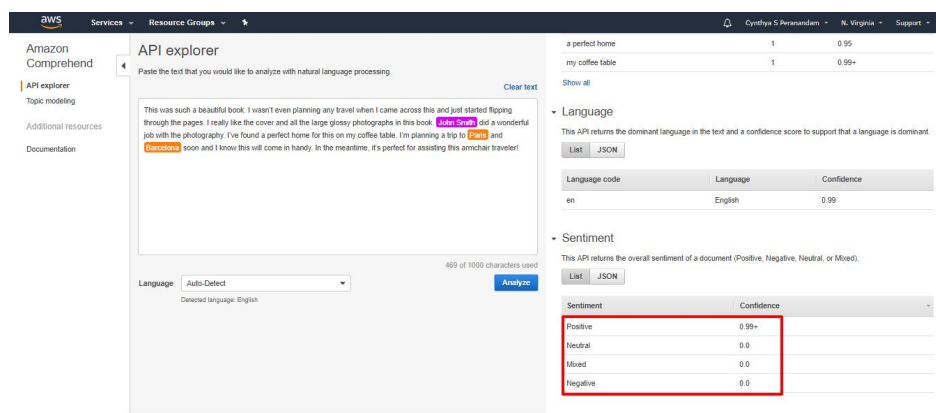 aws Services Resource Groups Cynthya S Peranandam N. Virginia Support
Amazon
Comprehend
API explorer
Topic modeling
Additional resources
Documentation
API explorer
Paste the text that you would like to analyze with natural language processing.
Clear text
This was such a beautiful book. I wasn't even planning any travel when I came across this and just started flipping
through the pages. I really like the cover and all the large glossy photographs in this book. John Smith did a wonderful
job with the photography. I've found a perfect home for this on my coffee table. I'm planning a trip to Paris and
Barcelona soon and I know this will come in handy. In the meantime, it's perfect for assisting this armchair traveler!
469 of 1000 characters used
Language Auto-Detect Analyze
Detected language: English
a perfect home 1 0.95
my coffee table 1 0.99+
Show all
Language
This API returns the dominant language in the text and a confidence score to support that a language is dominant.
List JSON
Language code Language Confidence
en English 0.99
Sentiment
This API returns the overall sentiment of a document (Positive, Negative, Neutral, or Mixed).
List JSON
Sentiment Confidence
Positive 0.99+
Neutral 0.0
Mixed 0.0
Negative 0.0